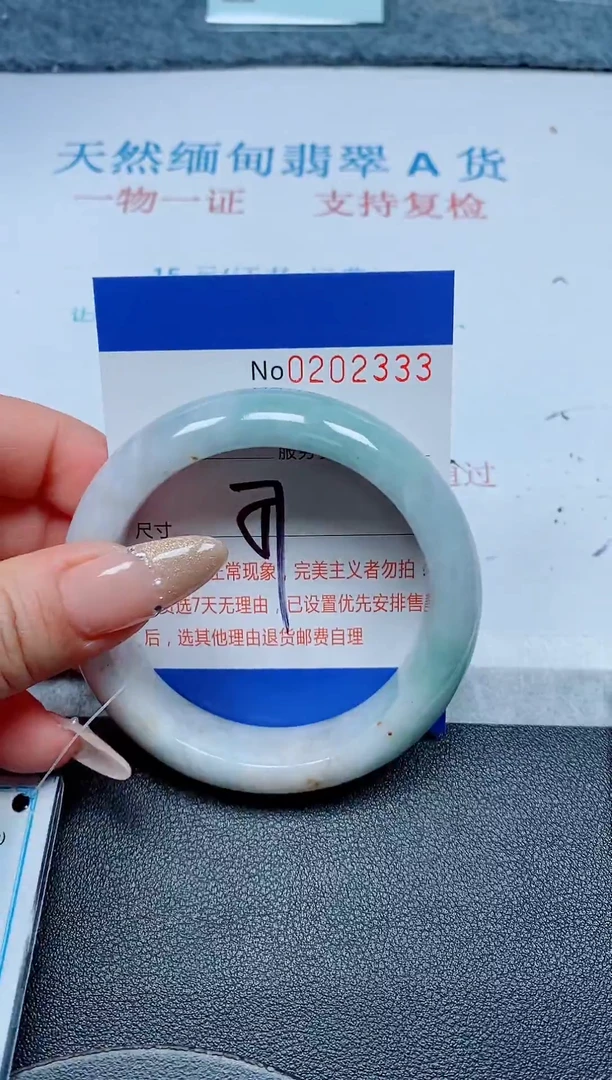 天然缅甸翡翠 A 货
一物一证 支持复检
No0202333
尺寸
正常现象，完美主义者勿拍！
选7天无理由，已设置优先安排售
后，选其他理由退货邮费自理